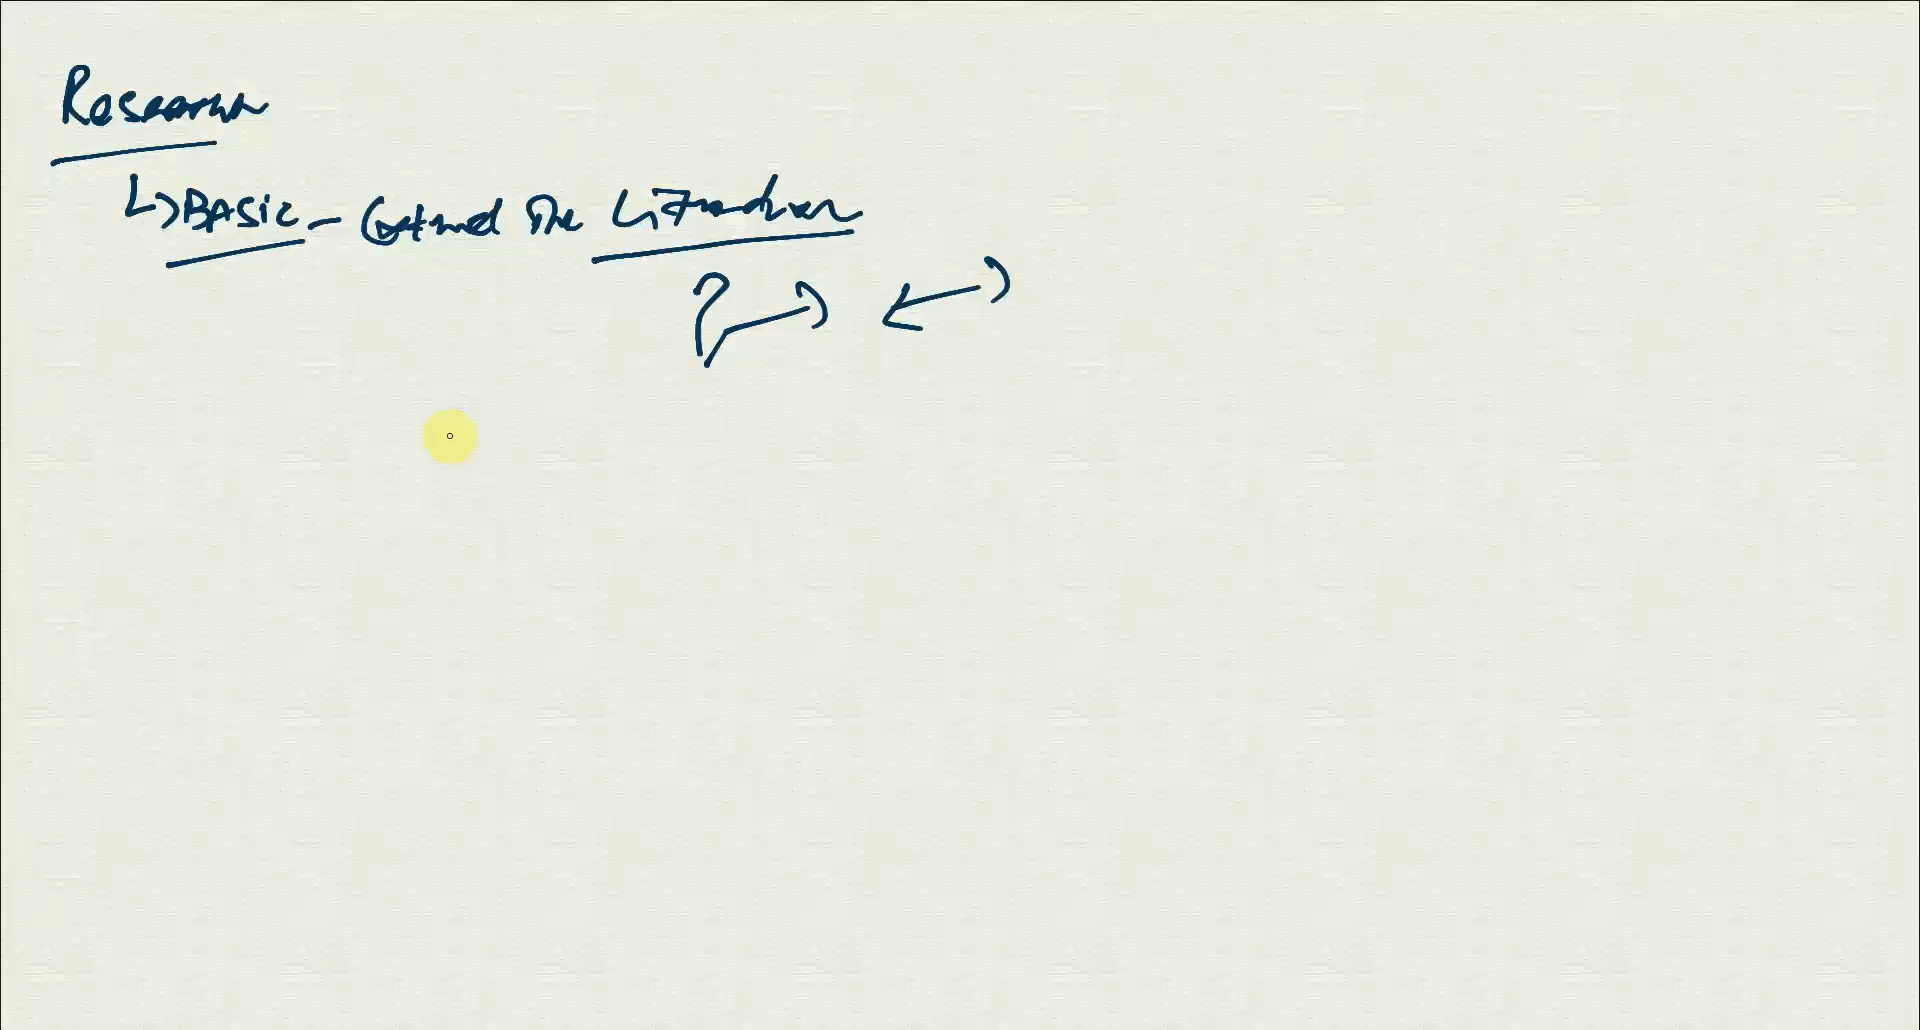 Research
↳ BASIC - Extend The Literature
?